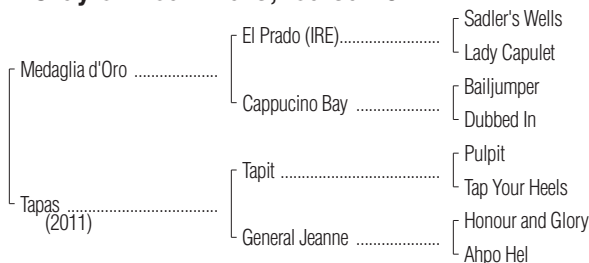 Sadler's Wells
El Prado (IRE)....................
Lady Capulet
Medaglia d'Oro ....................
Bailjumper
Cappucino Bay ....................
Dubbed In
Pulpit
Tapit ....................
Tap Your Heels
Tapas ....................
(2011)
Honour and Glory
General Jeanne ....................
Ahpo Hel